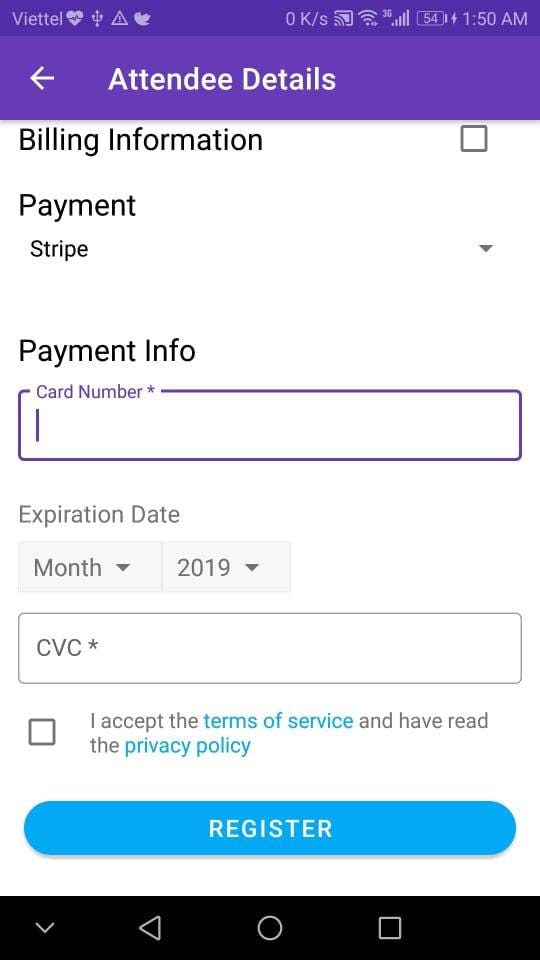 Viettel 0 K/s 3G 54 1:50 AM
Attendee Details
Billing Information
Payment
Stripe
Payment Info
Card Number *
Expiration Date
Month 2019
CVC *
I accept the terms of service and have read
the privacy policy
REGISTER